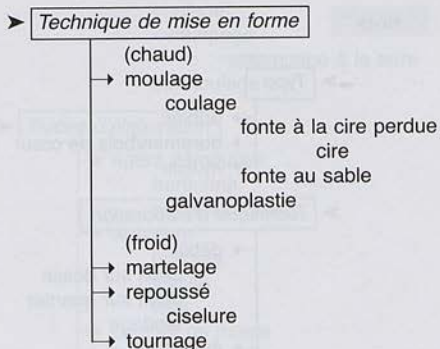 Technique de mise en forme
(chaud)
moulage
coulage
fonte à la cire perdue
cire
fonte au sable
galvanoplastie
(froid)
martelage
repoussé
ciselure
tournage